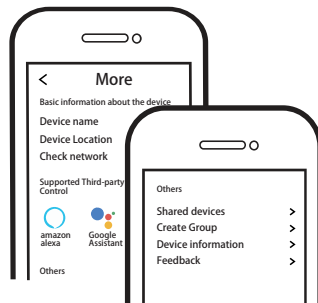 More
Basic information about the device
Device name
Device Location
Check network
Supported Third-party
Control
amazon
alexa
Google
Assistant
Others
Others
Shared devices
Create Group
Device information
Feedback